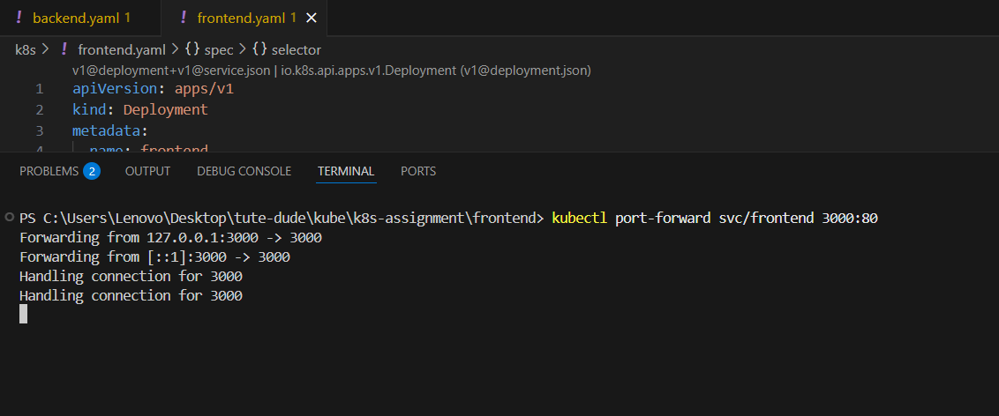 ! backend.yaml 1 ! frontend.yaml 1 ×
k8s > ! frontend.yaml > {} spec > {} selector
v1@deployment+v1@service.json | io.k8s.api.apps.v1.Deployment (v1@deployment.json)
1 apiVersion: apps/v1
2 kind: Deployment
3 metadata:
4 name: frontend
PROBLEMS 2 OUTPUT DEBUG CONSOLE TERMINAL PORTS
PS C:\Users\Lenovo\Desktop\tute-dude\kube\k8s-assignment\frontend> kubectl port-forward svc/frontend 3000:80
Forwarding from 127.0.0.1:3000 -> 3000
Forwarding from [::1]:3000 -> 3000
Handling connection for 3000
Handling connection for 3000